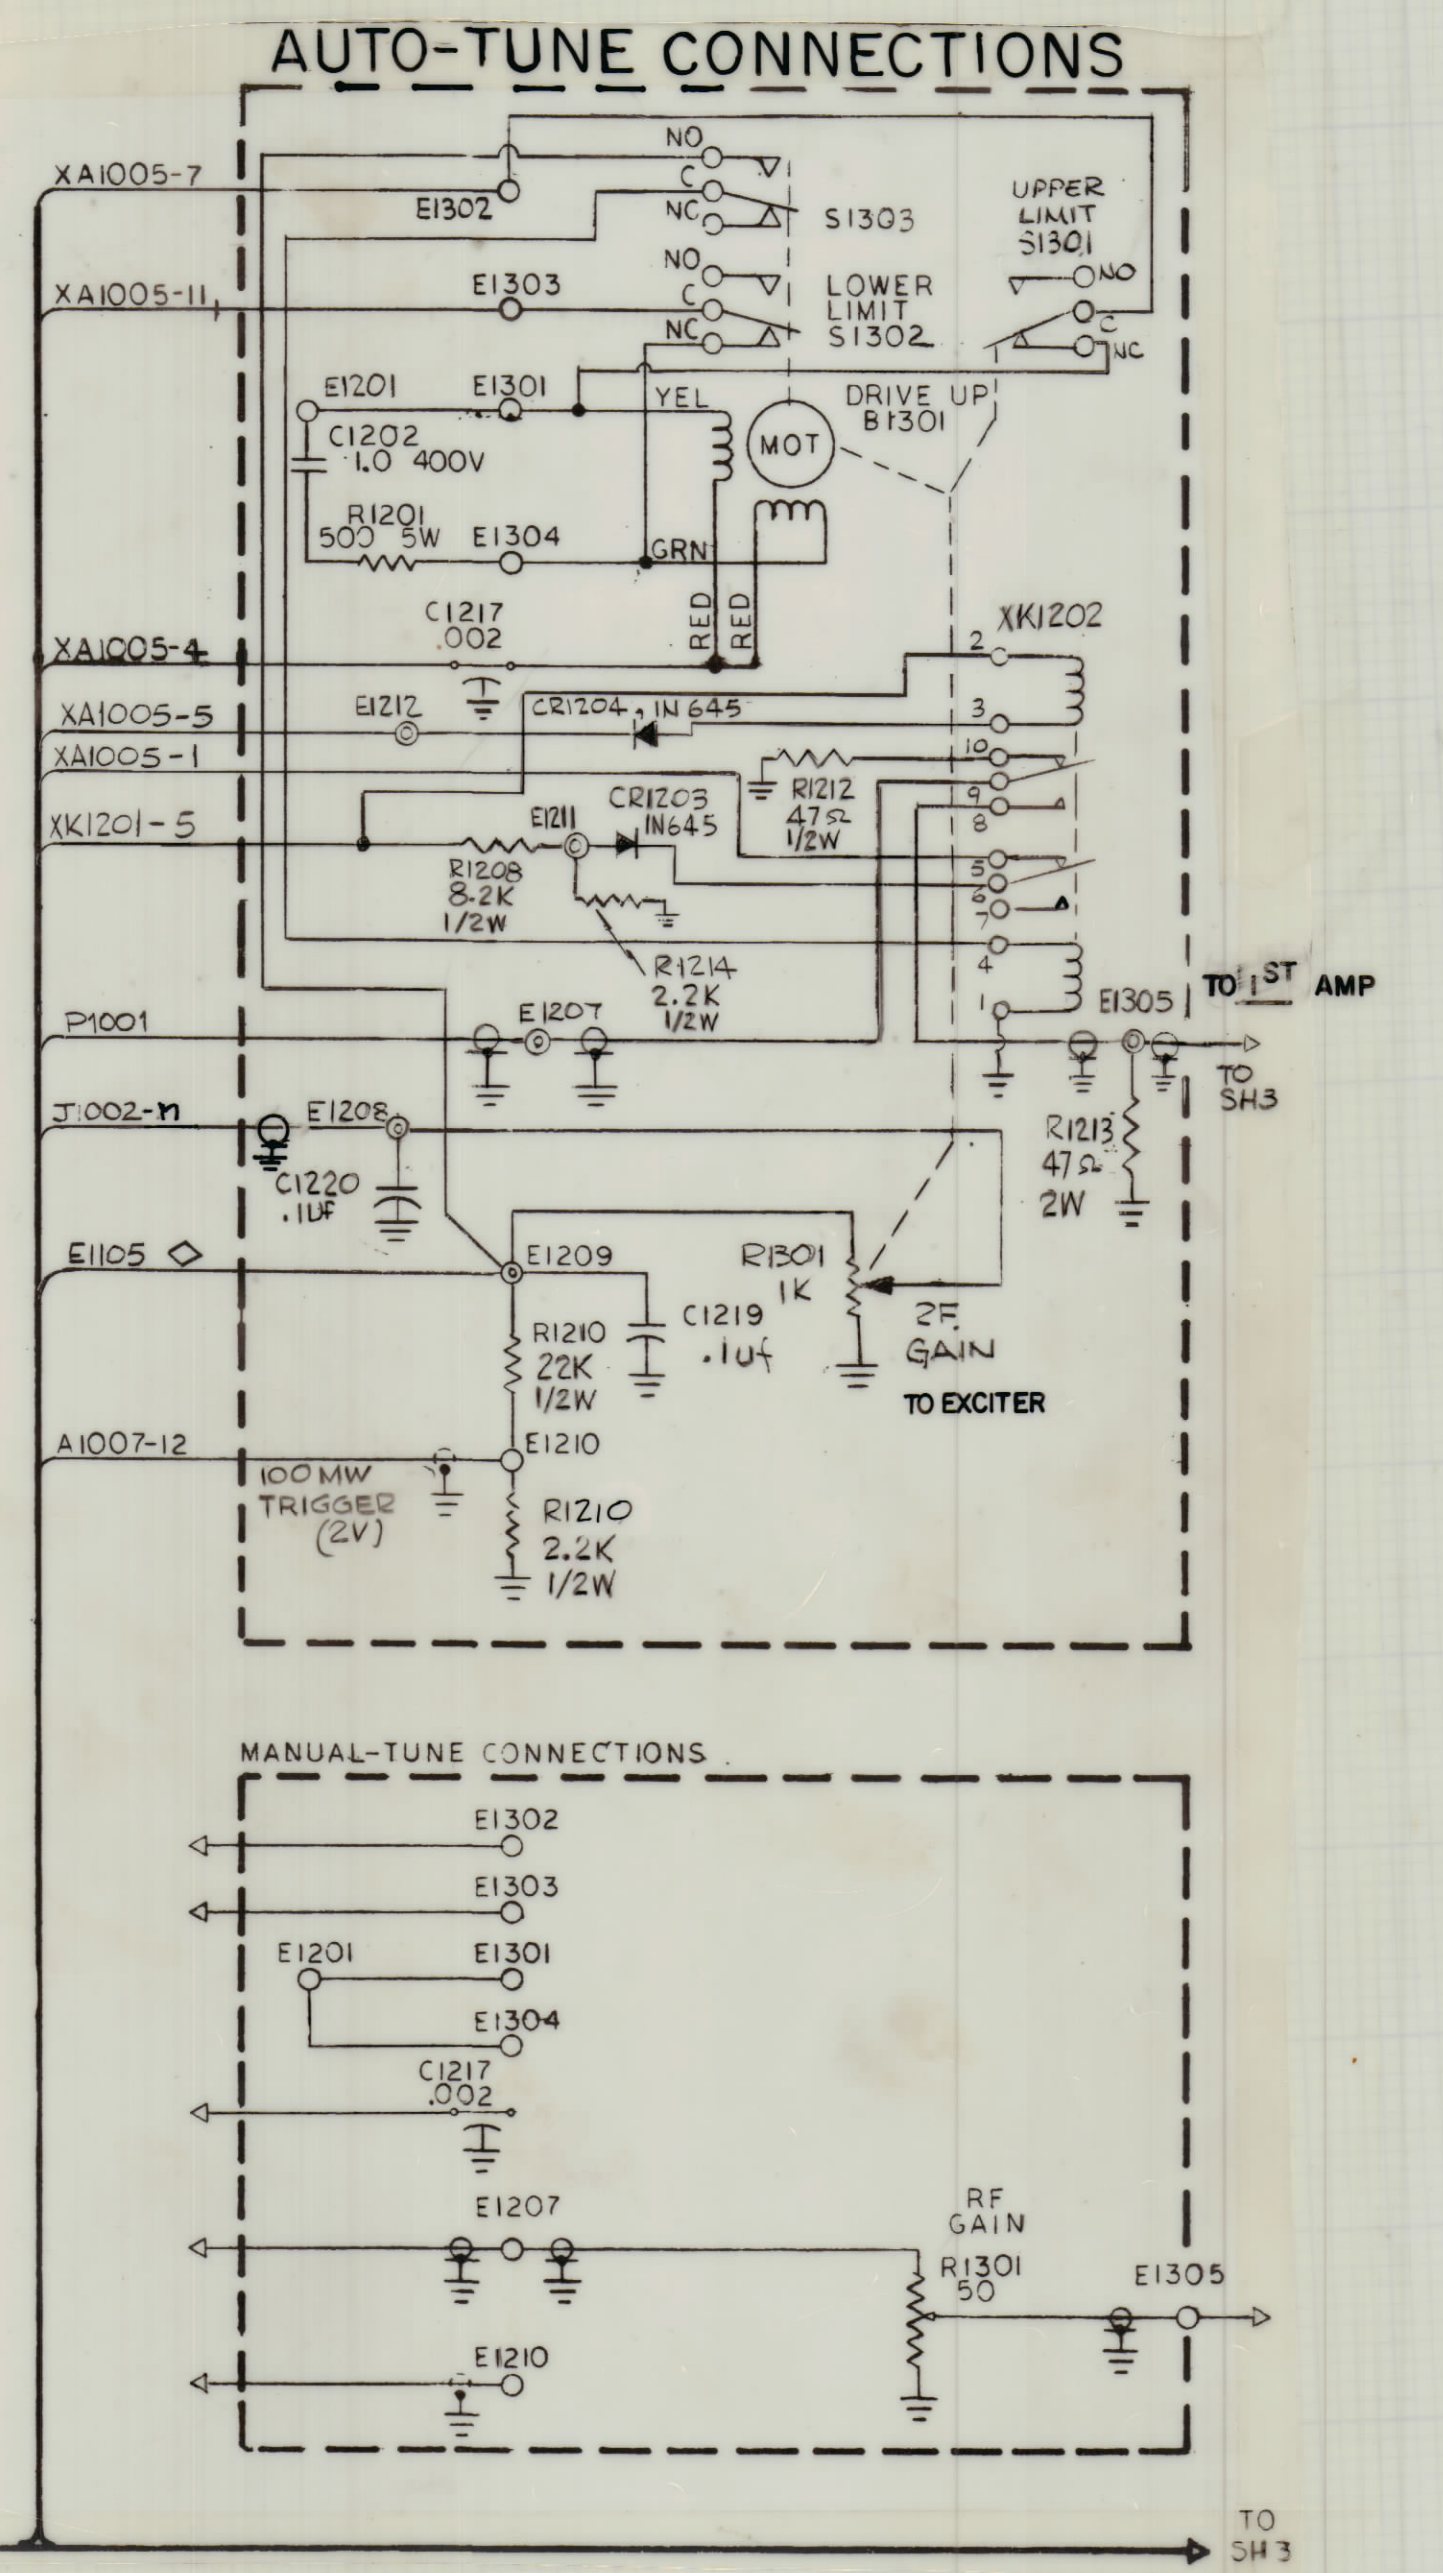 AUTO-TUNE CONNECTIONS
XA1005-7
E1302
NO
C
NC
S1303
UPPER
LIMIT
S1301
NO
C
NC
XA1005-11
E1303
NO
C
NC
LOWER
LIMIT
S1302
E1201
E1301
YEL
DRIVE UP
B1301
MOT
C1202
1.0 400V
R1201
500 5W
E1304
GRN
RED
RED
C1217
.002
XK1202
XA1005-4
2
XA1005-5
E1212
CR1204, IN645
3
XA1005-1
10
R1212
47Ω
1/2W
9
8
XK1201-5
E1211
CR1203
IN645
R1208
8.2K
1/2W
5
6
7
R1214
2.2K
1/2W
4
1
E1305
TO 1ST AMP
P1001
E1207
TO
SH3
J1002-n
E1208
C1220
.1UF
R1213
47Ω
2W
E1105
E1209
R1301
1K
C1219
.1uf
2F.
GAIN
TO EXCITER
R1210
22K
1/2W
A1007-12
E1210
100MW
TRIGGER
(2V)
R1210
2.2K
1/2W
MANUAL-TUNE CONNECTIONS
E1302
E1303
E1201
E1301
E1304
C1217
.002
E1207
RF
GAIN
R1301
50
E1305
E1210
TO
SH 3